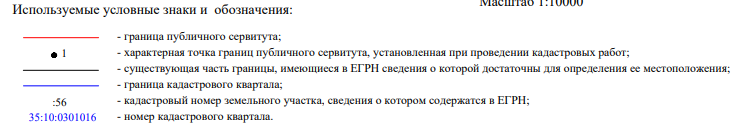 Масштаб 1:10000
Используемые условные знаки и обозначения:
- граница публичного сервитута;
1 - характерная точка границ публичного сервитута, установленная при проведении кадастровых работ;
- существующая часть границы, имеющиеся в ЕГРН сведения о которой достаточны для определения ее местоположения;
- граница кадастрового квартала;
:56 - кадастровый номер земельного участка, сведения о котором содержатся в ЕГРН;
35:10:0301016 - номер кадастрового квартала.